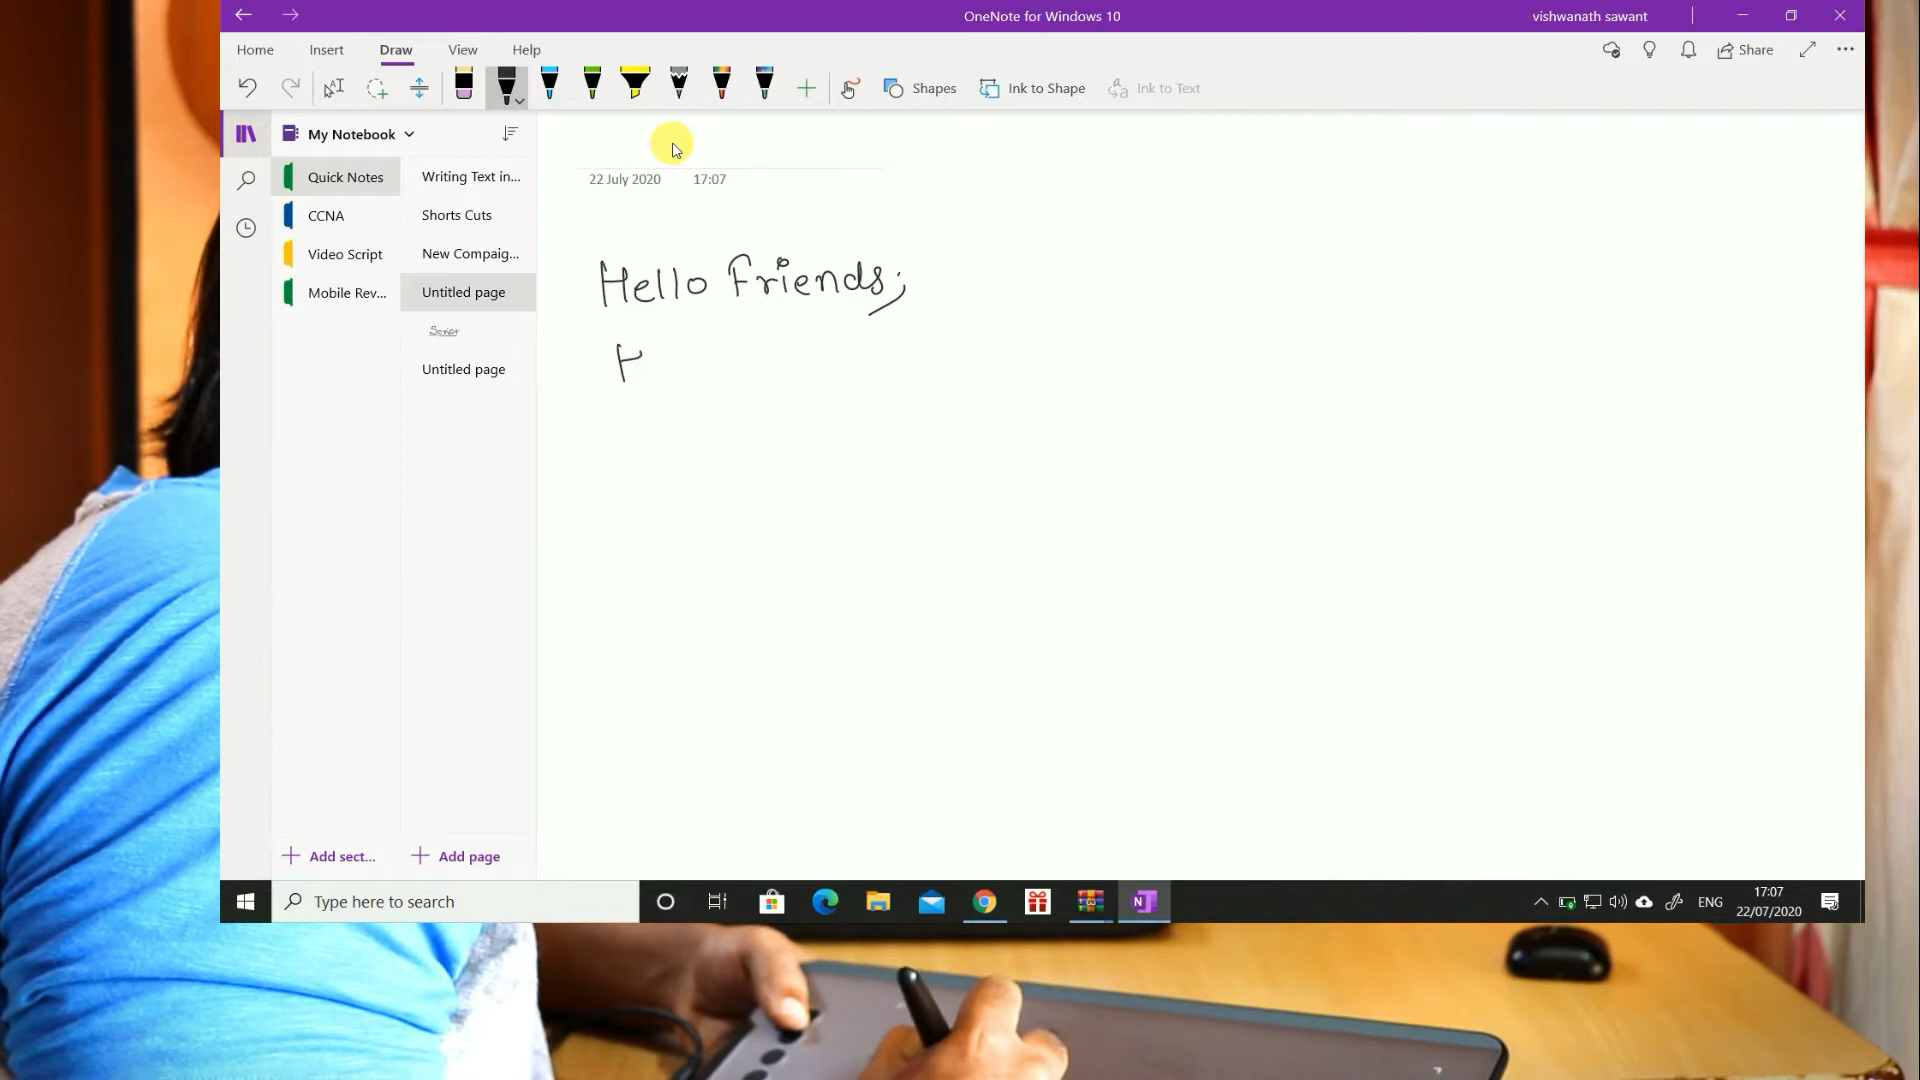 OneNote for Windows 10
vishwanath sawant
Home Insert Draw View Help
Share
Shapes Ink to Shape Ink to Text
My Notebook
Quick Notes
CCNA
Video Script
Mobile Rev...
Writing Text in...
Shorts Cuts
New Compaig...
Untitled page
Script
Untitled page
22 July 2020 17:07
Hello Friends;
Add sect... Add page
Type here to search
ENG
17:07
22/07/2020